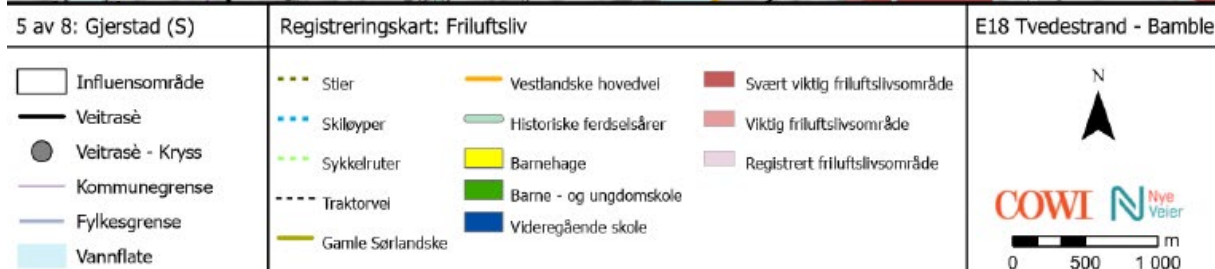 5 av 8: Gjerstad (S)
Registreringskart: Friluftsliv
E18 Tvedestrand - Bamble
Influensområde
Veitrasè
Veitrasè - Kryss
Kommunegrense
Fylkesgrense
Vannflate
Stier
Skiløyper
Sykkelruter
Traktorvei
Gamle Sørlandske
Vestlandske hovedvei
Historiske ferdselsårer
Barnehage
Barne - og ungdomskole
Videregående skole
Svært viktig friluftslivsområde
Viktig friluftslivsområde
Registrert friluftslivsområde
N
COWI
Nye
Veier
m
0 500 1 000